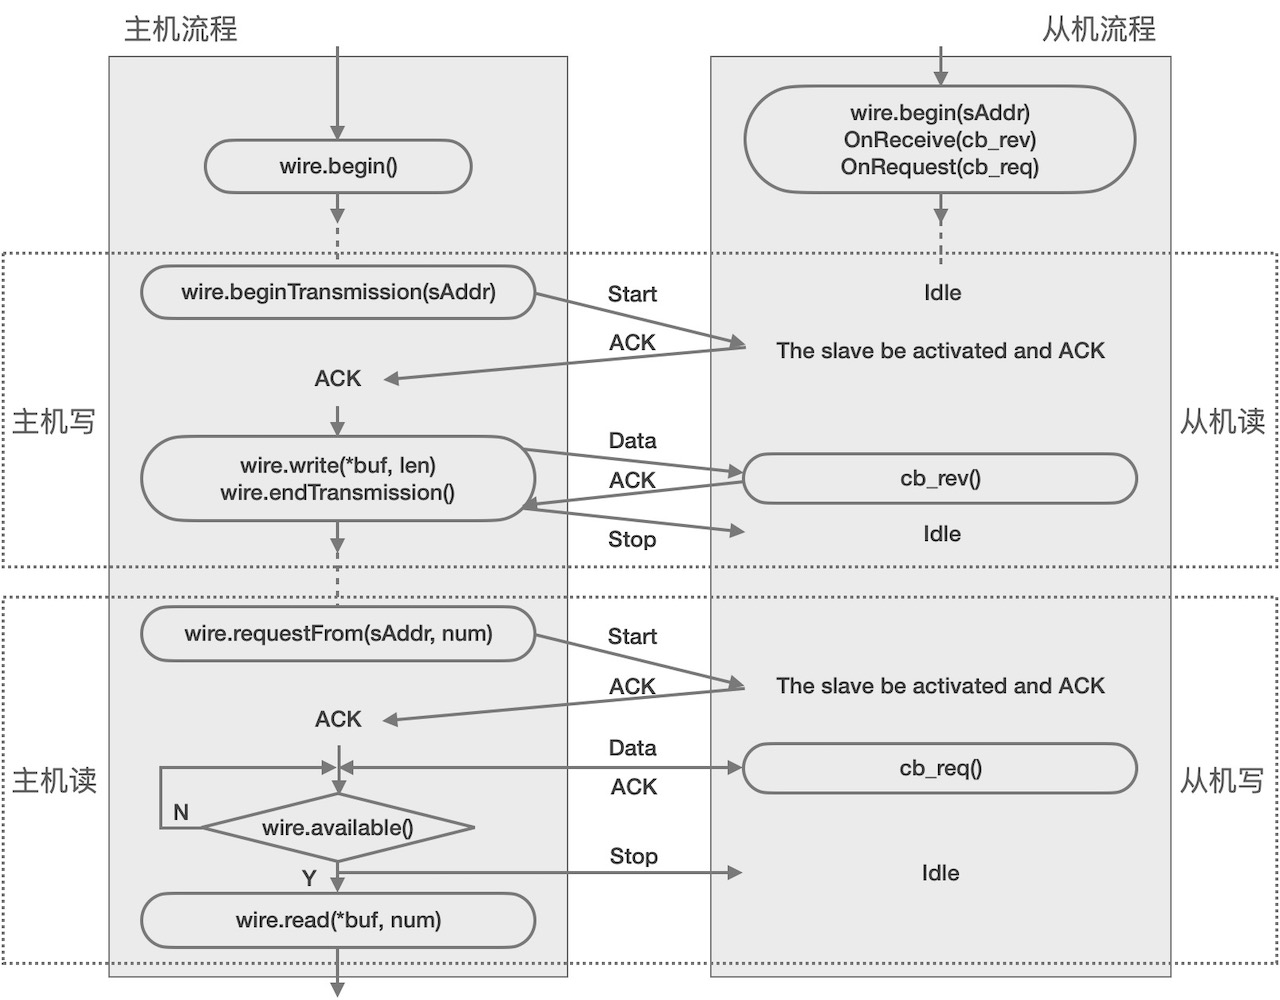 主机流程
从机流程
wire.begin()
wire.begin(sAddr)
OnReceive(cb_rev)
OnRequest(cb_req)
wire.beginTransmission(sAddr)
Start
Idle
ACK
The slave be activated and ACK
ACK
主机写
从机读
wire.write(*buf, len)
wire.endTransmission()
Data
ACK
cb_rev()
Stop
Idle
wire.requestFrom(sAddr, num)
Start
ACK
The slave be activated and ACK
ACK
主机读
从机写
Data
ACK
cb_req()
N
wire.available()
Y
Stop
Idle
wire.read(*buf, num)